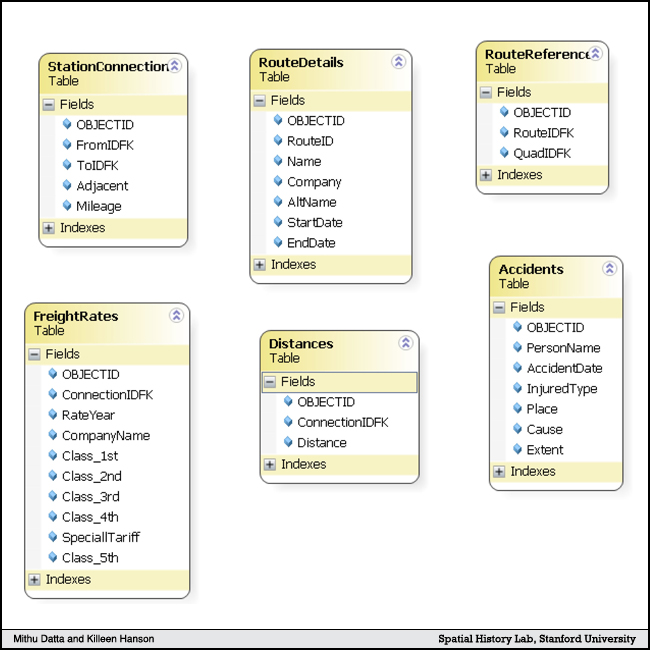 StationConnection
Table
Fields
OBJECTID
FromIDFK
ToIDFK
Adjacent
Mileage
Indexes
RouteDetails
Table
Fields
OBJECTID
RouteID
Name
Company
AltName
StartDate
EndDate
Indexes
RouteReference
Table
Fields
OBJECTID
RouteIDFK
QuadIDFK
Indexes
FreightRates
Table
Fields
OBJECTID
ConnectionIDFK
RateYear
CompanyName
Class_1st
Class_2nd
Class_3rd
Class_4th
SpeciallTariff
Class_5th
Indexes
Distances
Table
Fields
OBJECTID
ConnectionIDFK
Distance
Indexes
Accidents
Table
Fields
OBJECTID
PersonName
AccidentDate
InjuredType
Place
Cause
Extent
Indexes
Mithu Datta and Killeen Hanson
Spatial History Lab, Stanford University